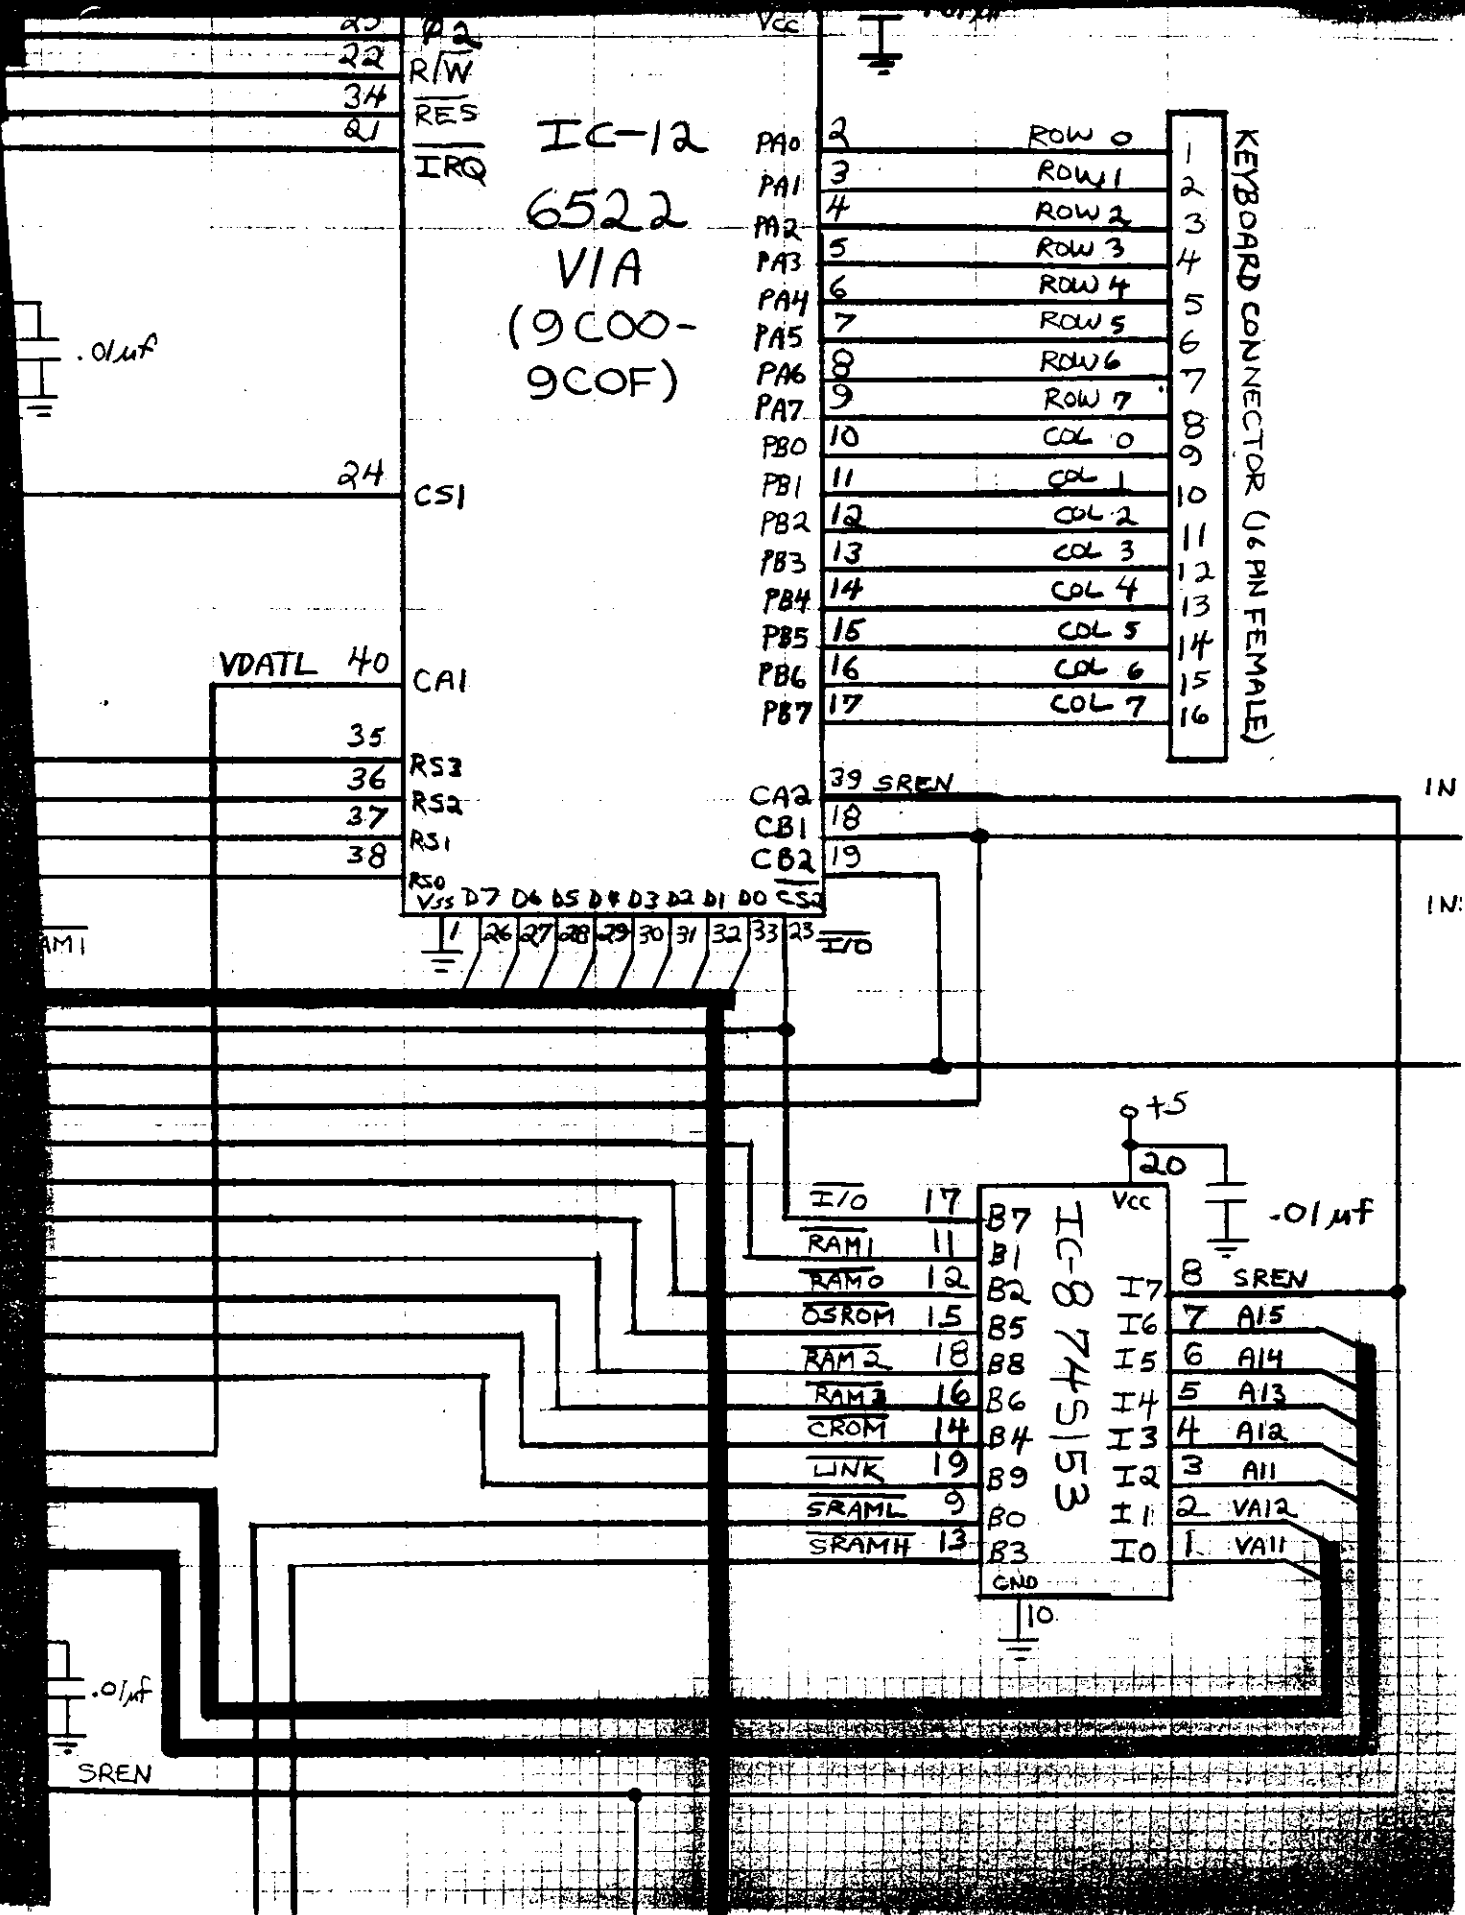 23 φ2 VCC
22 R/W
34 RES
21 IRQ
IC-12
6522
VIA
(9C00-
9C0F)
.01µf
24 CS1
VDATL 40 CA1
35 RS3
36 RS2
37 RS1
38 RS0
PA0 2 ROW 0 1
PA1 3 ROW 1 2
PA2 4 ROW 2 3
PA3 5 ROW 3 4
PA4 6 ROW 4 5
PA5 7 ROW 5 6
PA6 8 ROW 6 7
PA7 9 ROW 7 8
PB0 10 COL 0 9
PB1 11 COL 1 10
PB2 12 COL 2 11
PB3 13 COL 3 12
PB4 14 COL 4 13
PB5 15 COL 5 14
PB6 16 COL 6 15
PB7 17 COL 7 16
KEYBOARD CONNECTOR (16 PIN FEMALE)
CA2 39 SREN
CB1 18
CB2 19
IN
IN
VSS D7 D6 D5 D4 D3 D2 D1 D0 CS2
1 26 27 28 29 30 31 32 33 23 I/O
AM1
+5
20
VCC
.01µf
IC-8 74S153
I/O 17 B7
RAM1 11 B1
RAM0 12 B2
OSROM 15 B5
RAM2 18 B8
RAM3 16 B6
CROM 14 B4
LINK 19 B9
SRAML 9 B0
SRAMH 13 B3
I7 8 SREN
I6 7 A15
I5 6 A14
I4 5 A13
I3 4 A12
I2 3 A11
I1 2 VA12
I0 1 VA11
GND
10
.01µf
SREN